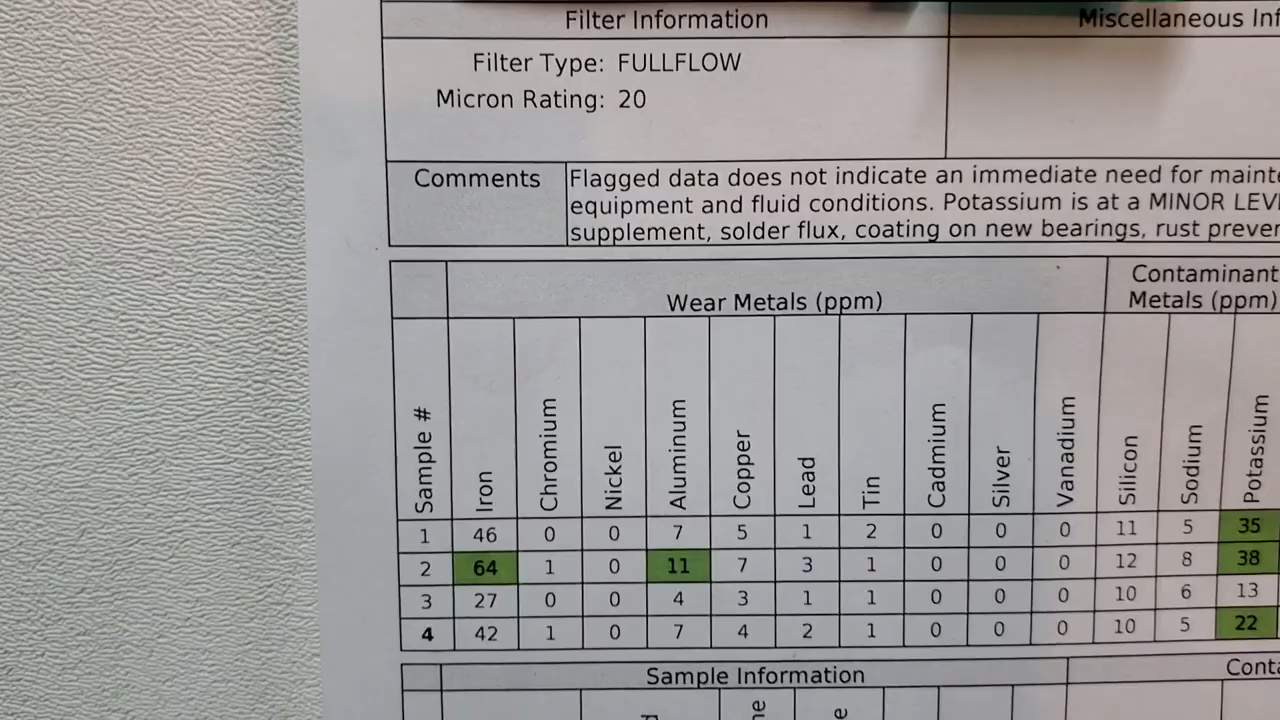 Filter Information
Miscellaneous
Filter Type: FULLFLOW
Micron Rating: 20
Comments
Flagged data does not indicate an immediate need for
equipment and fluid conditions. Potassium is at a MINOR
supplement, solder flux, coating on new bearings, rust
Wear Metals (ppm)
Contaminant
Metals (ppm)
Sample # Iron Chromium Nickel Aluminum Copper Lead Tin Cadmium Silver Vanadium Silicon Sodium Potassium
1 46 0 0 7 5 1 2 0 0 0 11 5 35
2 64 1 0 11 7 3 1 0 0 0 12 8 38
3 27 0 0 4 3 1 1 0 0 0 10 6 13
4 42 1 0 7 4 2 1 0 0 0 10 5 22
Sample Information